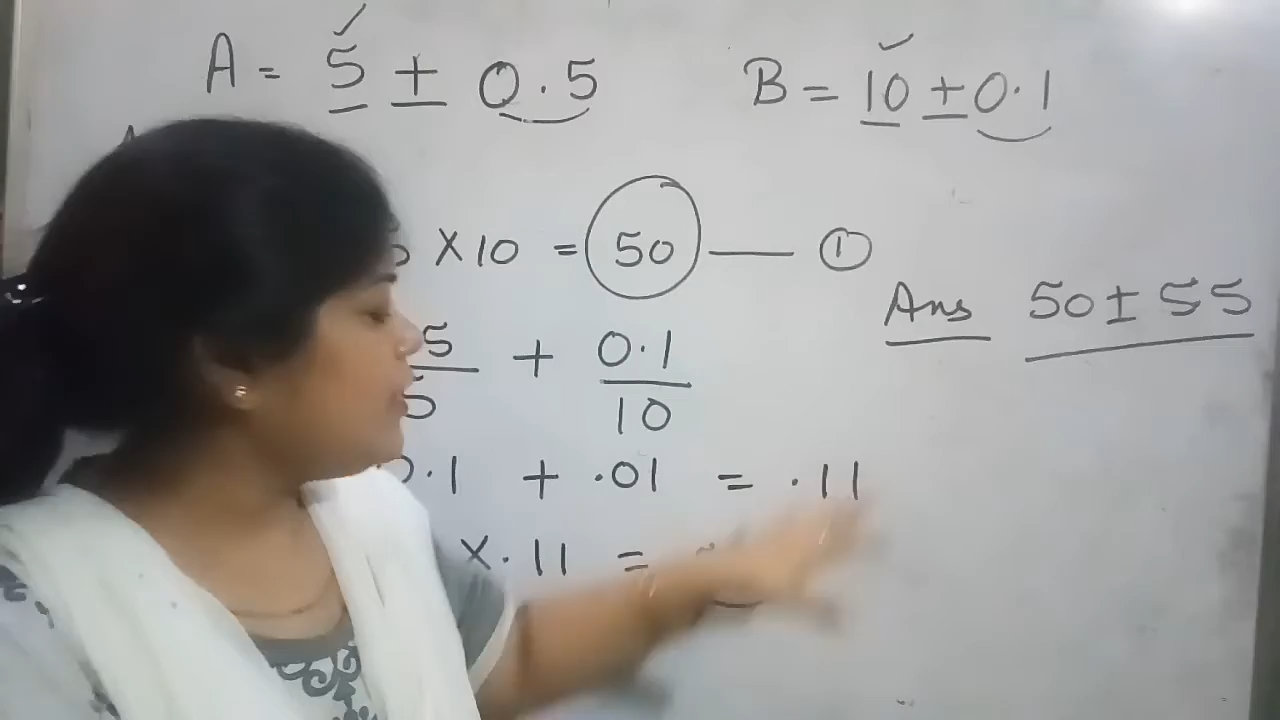 A = 5 ± 0.5 B = 10 ± 0.1
×10 = 50 — ①
Ans 50 ± 55
5 + 0.1
5 10
0.1 + .01 = .11
× .11 =